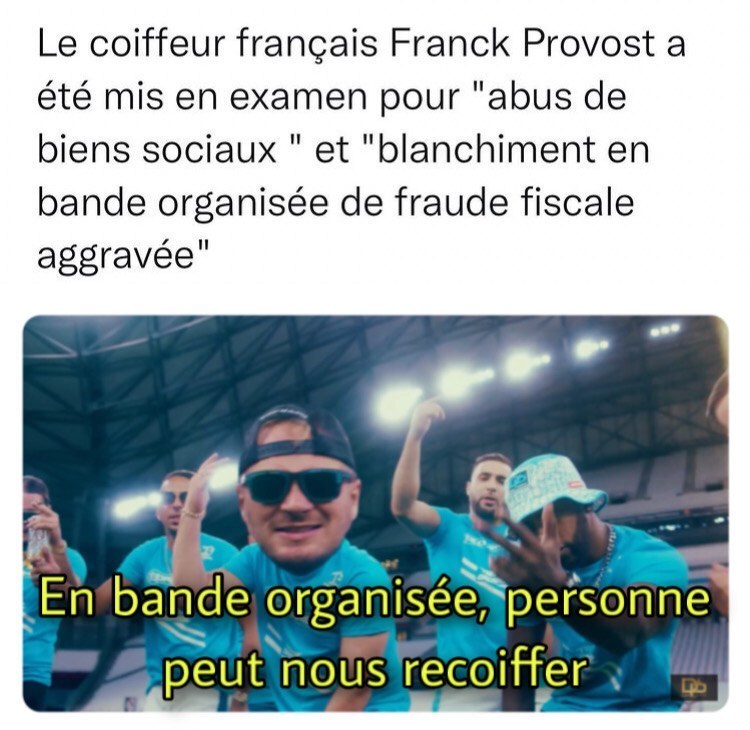 Le coiffeur français Franck Provost a
été mis en examen pour "abus de
biens sociaux " et "blanchiment en
bande organisée de fraude fiscale
aggravée"
En bande organisée, personne
peut nous recoiffer